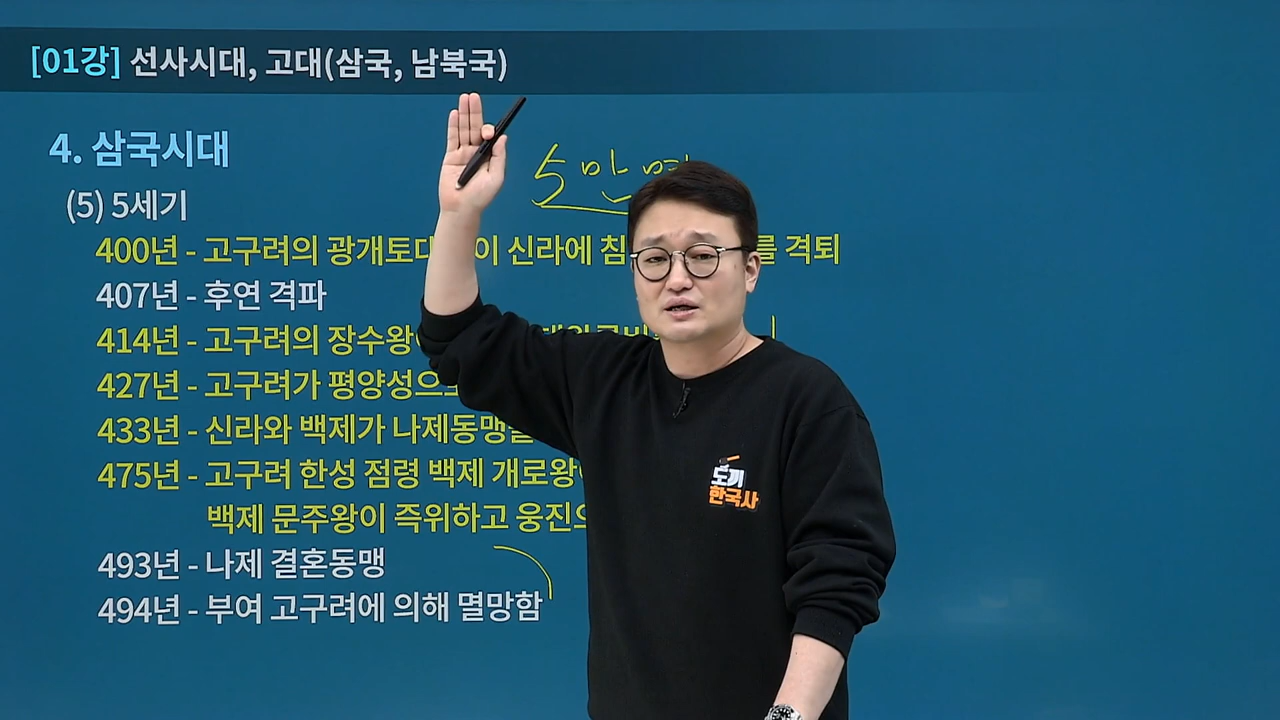 [01강] 선사시대, 고대(삼국, 남북국)
4. 삼국시대
5만명
(5) 5세기
400년 - 고구려의 광개토대 이 신라에 침 를 격퇴
407년 - 후연 격파
414년 - 고구려의 장수왕
427년 - 고구려가 평양성으
433년 - 신라와 백제가 나제동맹을
475년 - 고구려 한성 점령 백제 개로왕
백제 문주왕이 즉위하고 웅진으
493년 - 나제 결혼동맹
494년 - 부여 고구려에 의해 멸망함
도끼
한국사